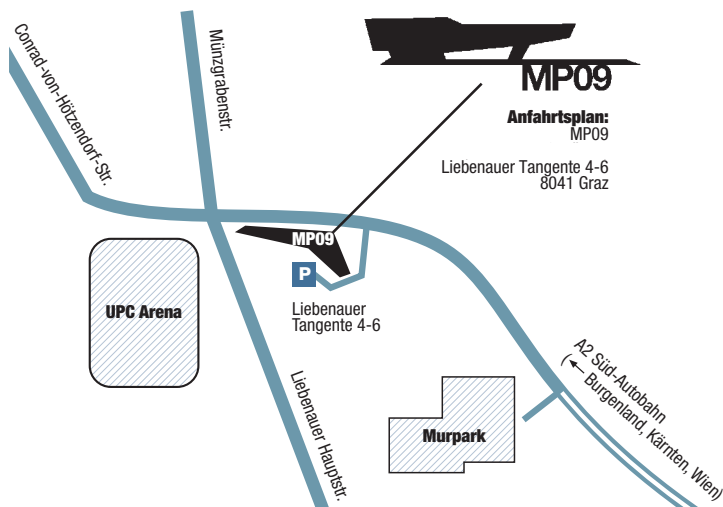 Conrad-von-Hötzendorf-Str.
Münzgrabenstr.
MP09
Anfahrtsplan:
MP09
Liebenauer Tangente 4-6
8041 Graz
MP09
P
UPC Arena
Liebenauer
Tangente 4-6
Liebenauer Hauptstr.
Murpark
A2 Süd-Autobahn
(← Burgenland, Kärnten, Wien)